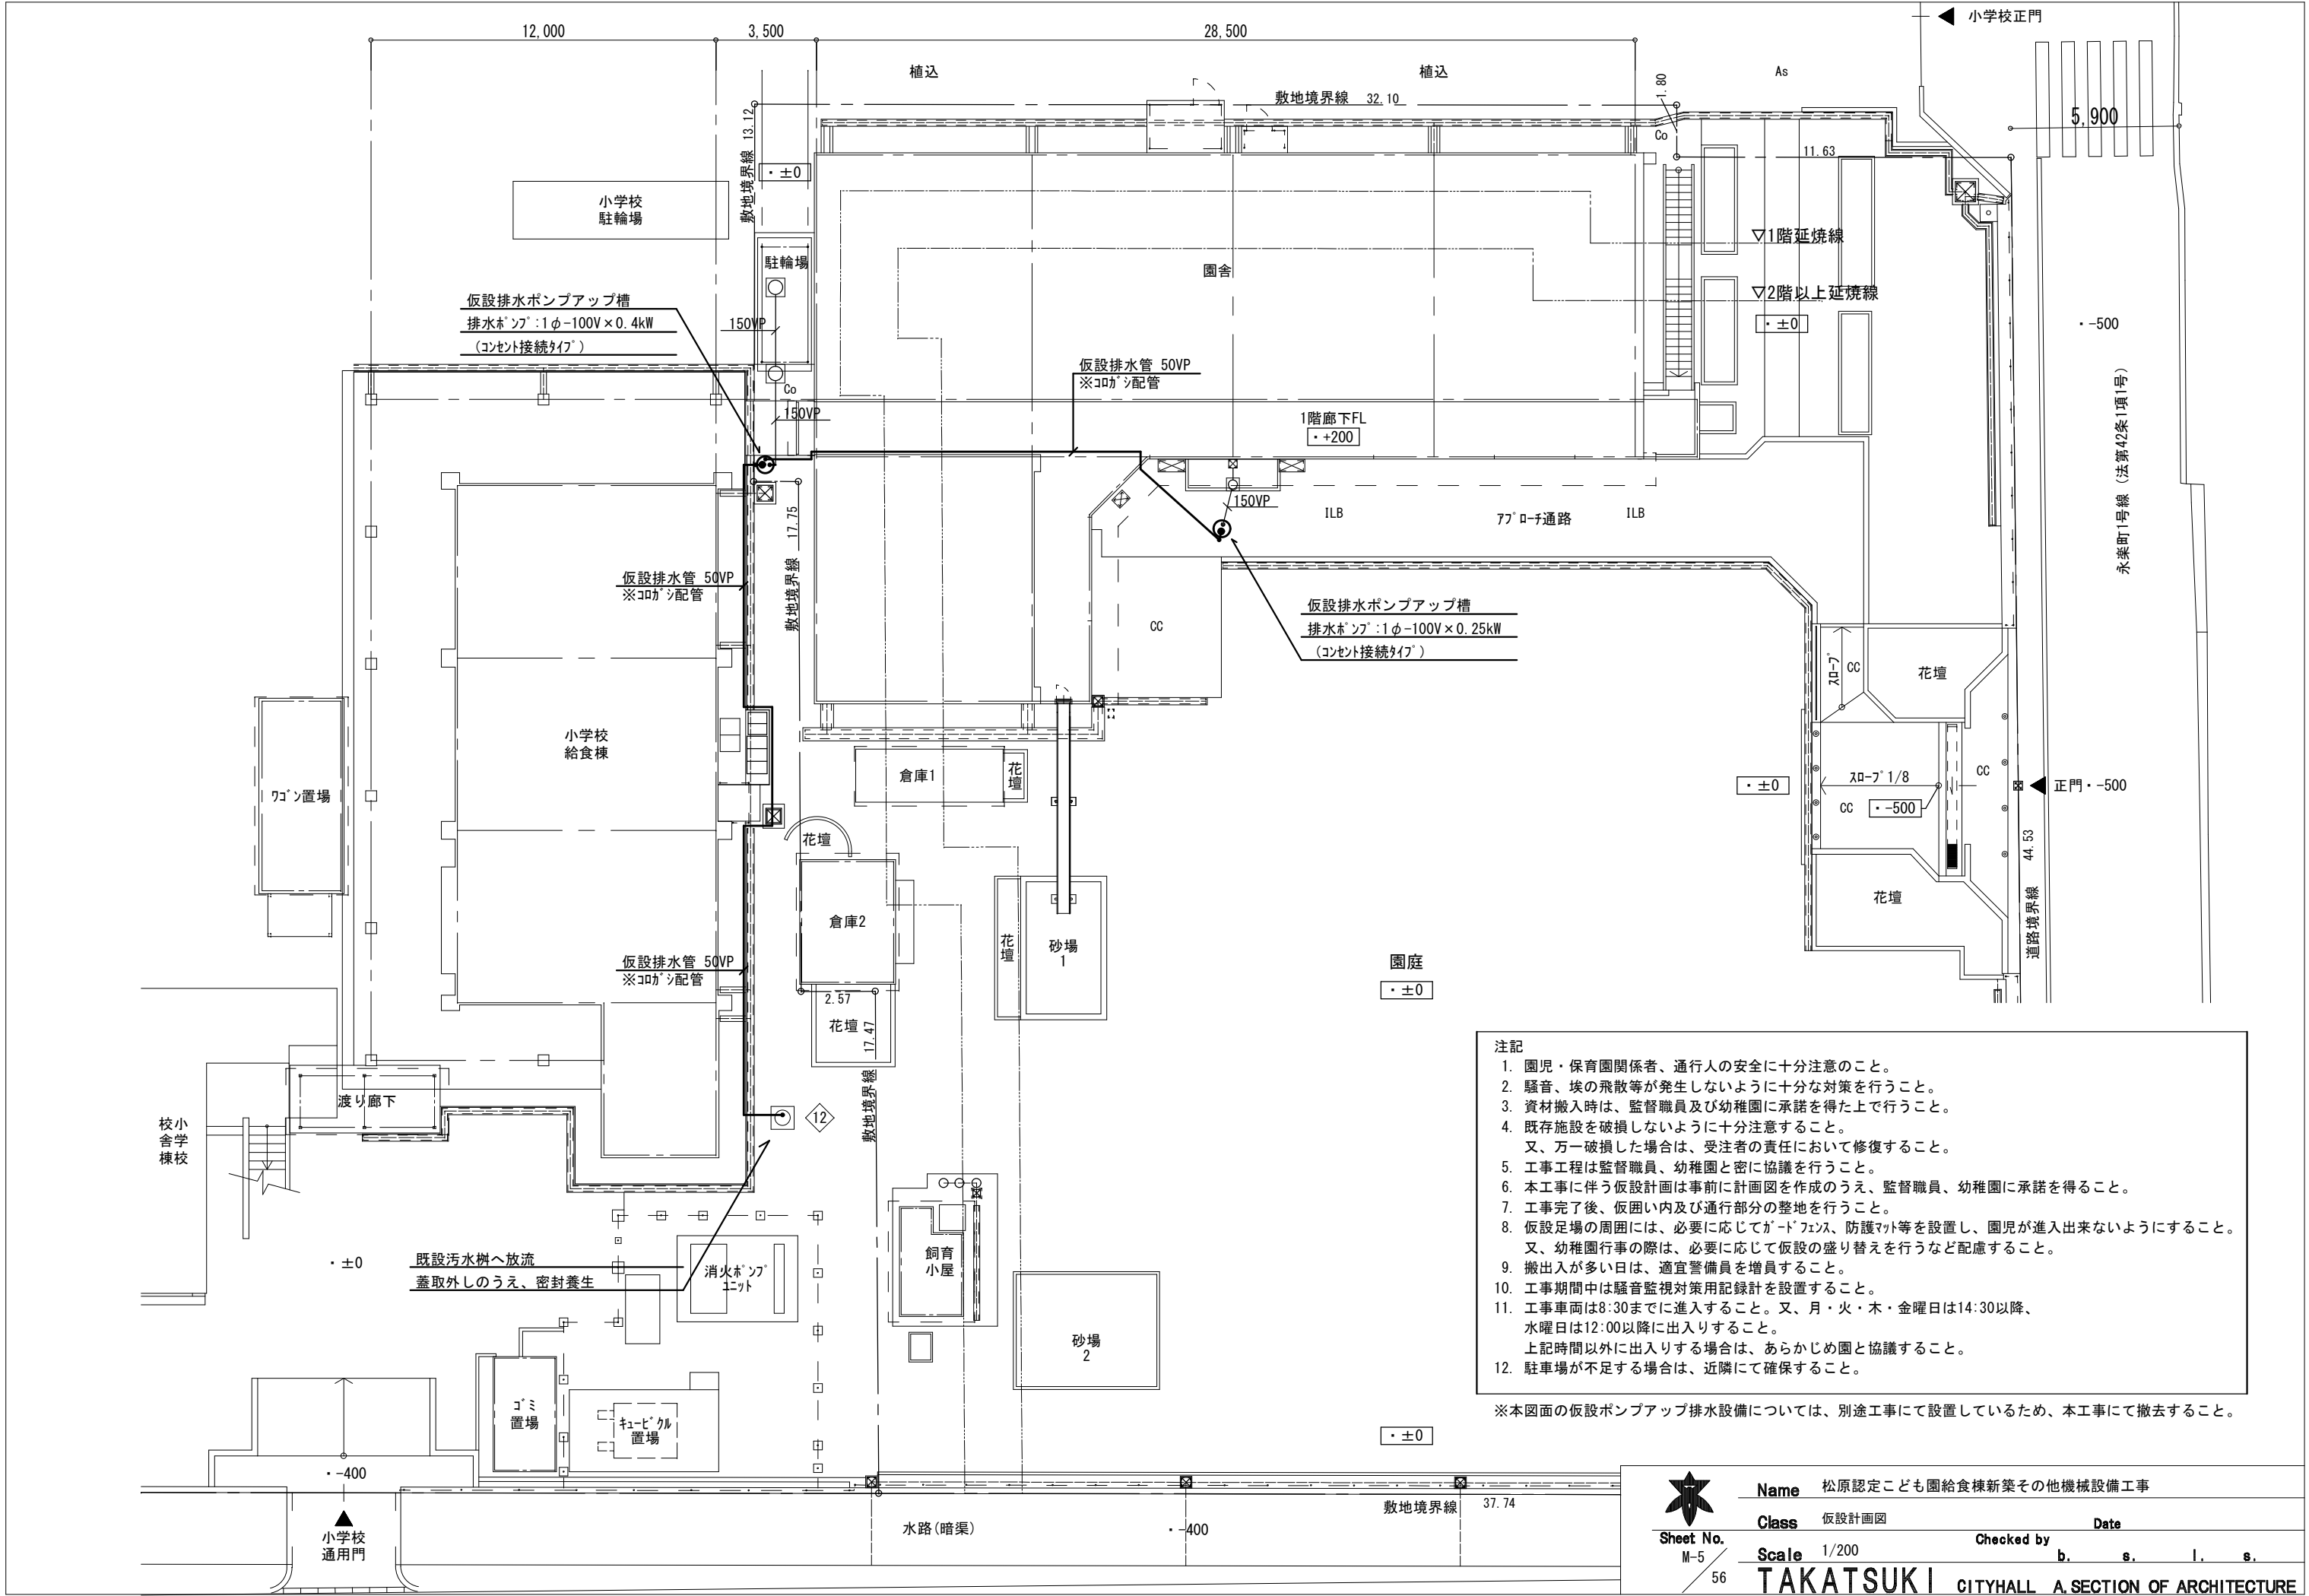 12,000
3,500
28,500
小学校正門
植込
植込
As
敷地境界線 32.10
1.80
Co
5,900
敷地境界線 13.12
・±0
11.63
小学校
駐輪場
駐輪場
▽1階延焼線
園舎
▽2階以上延焼線
・±0
・-500
仮設排水ポンプアップ槽
排水ﾎﾟﾝﾌﾟ:1φ-100V×0.4kW
(ｺﾝｾﾝﾄ接続ﾀｲﾌﾟ)
150VP
仮設排水管 50VP
※ｺﾛｶﾞｼ配管
Co
150VP
1階廊下FL
・+200
永楽町1号線 (法第42条1項1号)
150VP
ILB
ｱﾌﾟﾛｰﾁ通路
ILB
17.75
敷地境界線
仮設排水管 50VP
※ｺﾛｶﾞｼ配管
CC
仮設排水ポンプアップ槽
排水ﾎﾟﾝﾌﾟ:1φ-100V×0.25kW
(ｺﾝｾﾝﾄ接続ﾀｲﾌﾟ)
ｽﾛｰﾌﾟ
CC
花壇
小学校
給食棟
ﾜｺﾞﾝ置場
倉庫1
花壇
・±0
ｽﾛｰﾌﾟ1/8
CC
CC
・-500
正門・-500
花壇
倉庫2
花壇
砂場
1
花壇
44.53
道路境界線
園庭
・±0
仮設排水管 50VP
※ｺﾛｶﾞｼ配管
2.57
花壇
17.47
敷地境界線
渡り廊下
小学校
校舎棟
12
注記
1. 園児・保育園関係者、通行人の安全に十分注意のこと。
2. 騒音、埃の飛散等が発生しないように十分な対策を行うこと。
3. 資材搬入時は、監督職員及び幼稚園に承諾を得た上で行うこと。
4. 既存施設を破損しないように十分注意すること。
又、万一破損した場合は、受注者の責任において修復すること。
5. 工事工程は監督職員、幼稚園と密に協議を行うこと。
6. 本工事に伴う仮設計画は事前に計画図を作成のうえ、監督職員、幼稚園に承諾を得ること。
7. 工事完了後、仮囲い内及び通行部分の整地を行うこと。
8. 仮設足場の周囲には、必要に応じてｶﾞｰﾄﾞﾌｪﾝｽ、防護ﾏｯﾄ等を設置し、園児が進入出来ないようにすること。
又、幼稚園行事の際は、必要に応じて仮設の盛り替えを行うなど配慮すること。
9. 搬出入が多い日は、適宜警備員を増員すること。
10. 工事期間中は騒音監視対策用記録計を設置すること。
11. 工事車両は8:30までに進入すること。又、月・火・木・金曜日は14:30以降、
水曜日は12:00以降に出入りすること。
上記時間以外に出入りする場合は、あらかじめ園と協議すること。
12. 駐車場が不足する場合は、近隣にて確保すること。
※本図面の仮設ポンプアップ排水設備については、別途工事にて設置しているため、本工事にて撤去すること。
・±0
既設汚水桝へ放流
蓋取外しのうえ、密封養生
消火ﾎﾟﾝﾌﾟ
ﾕﾆｯﾄ
飼育
小屋
砂場
2
ｺﾞﾐ
置場
ｷｭｰﾋﾞｸﾙ
置場
・±0
・-400
小学校
通用門
水路(暗渠)
・-400
敷地境界線 37.74
Name 松原認定こども園給食棟新築その他機械設備工事
Class 仮設計画図
Date
Sheet No.
M-5
56
Scale 1/200
Checked by
b. s. l. s.
TAKATSUKI CITYHALL A.SECTION OF ARCHITECTURE